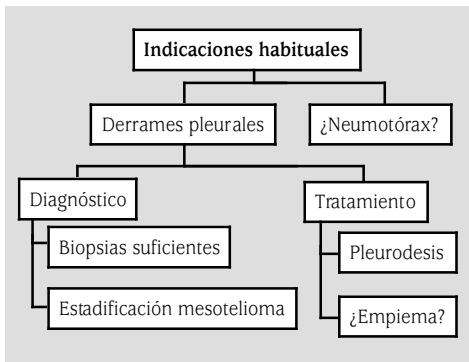 Indicaciones habituales
Derrames pleurales
¿Neumotórax?
Diagnóstico
Biopsias suficientes
Estadificación mesotelioma
Tratamiento
Pleurodesis
¿Empiema?